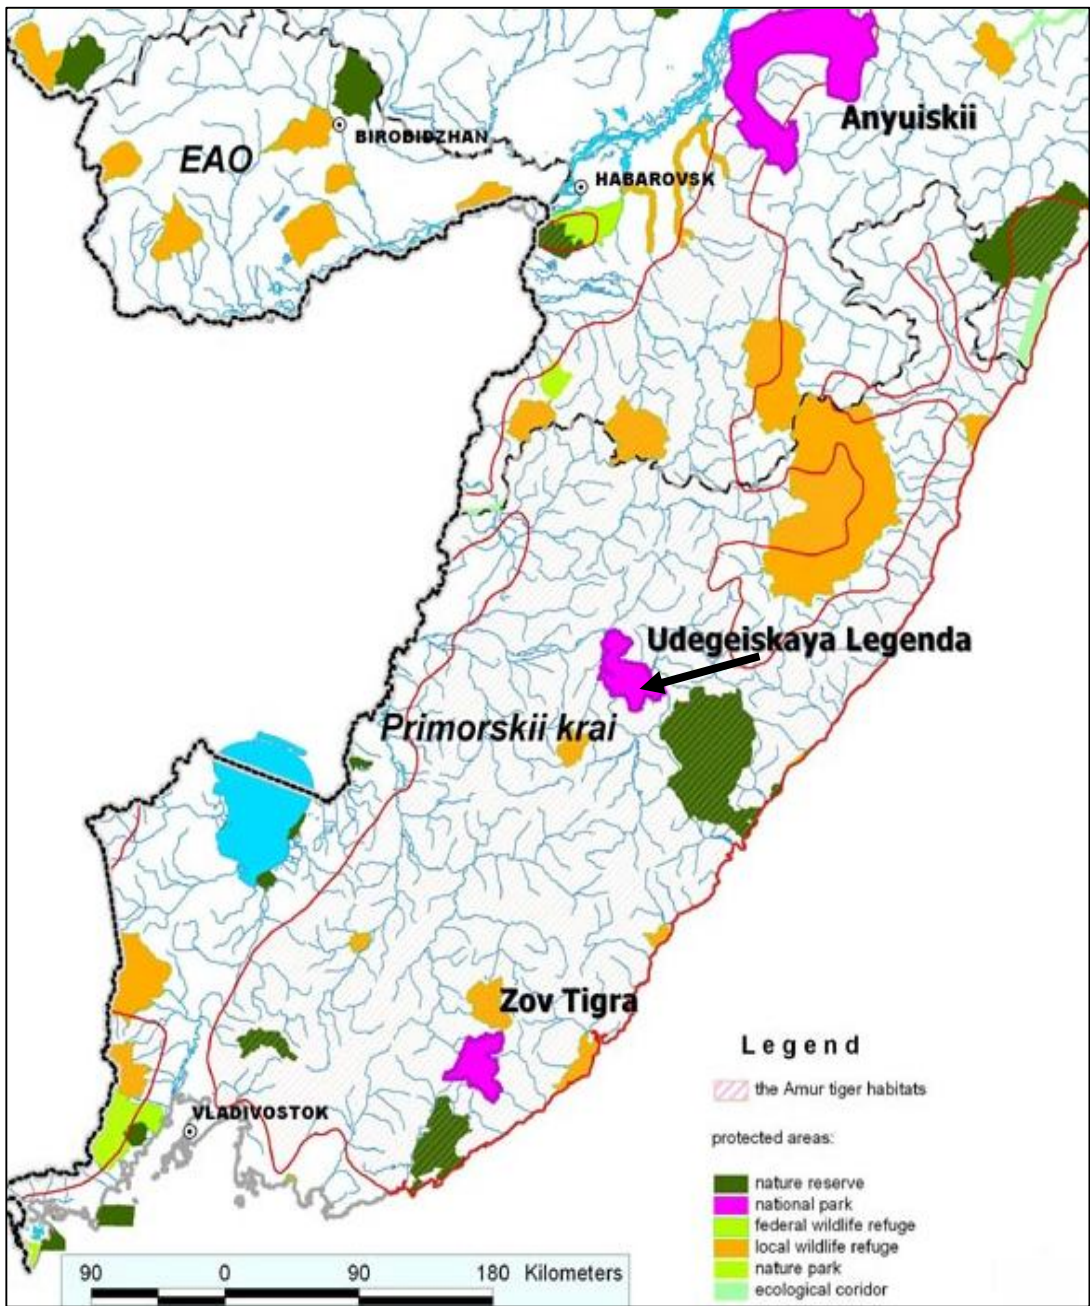 Anyuiskii
BIROBIDZHAN
EAO
HABAROVSK
Udegeiskaya Legenda
Primorskii krai
Zov Tigra
VLADIVOSTOK
Legend
the Amur tiger habitats
protected areas:
nature reserve
national park
federal wildlife refuge
local wildlife refuge
nature park
ecological coridor
90 0 90 180 Kilometers